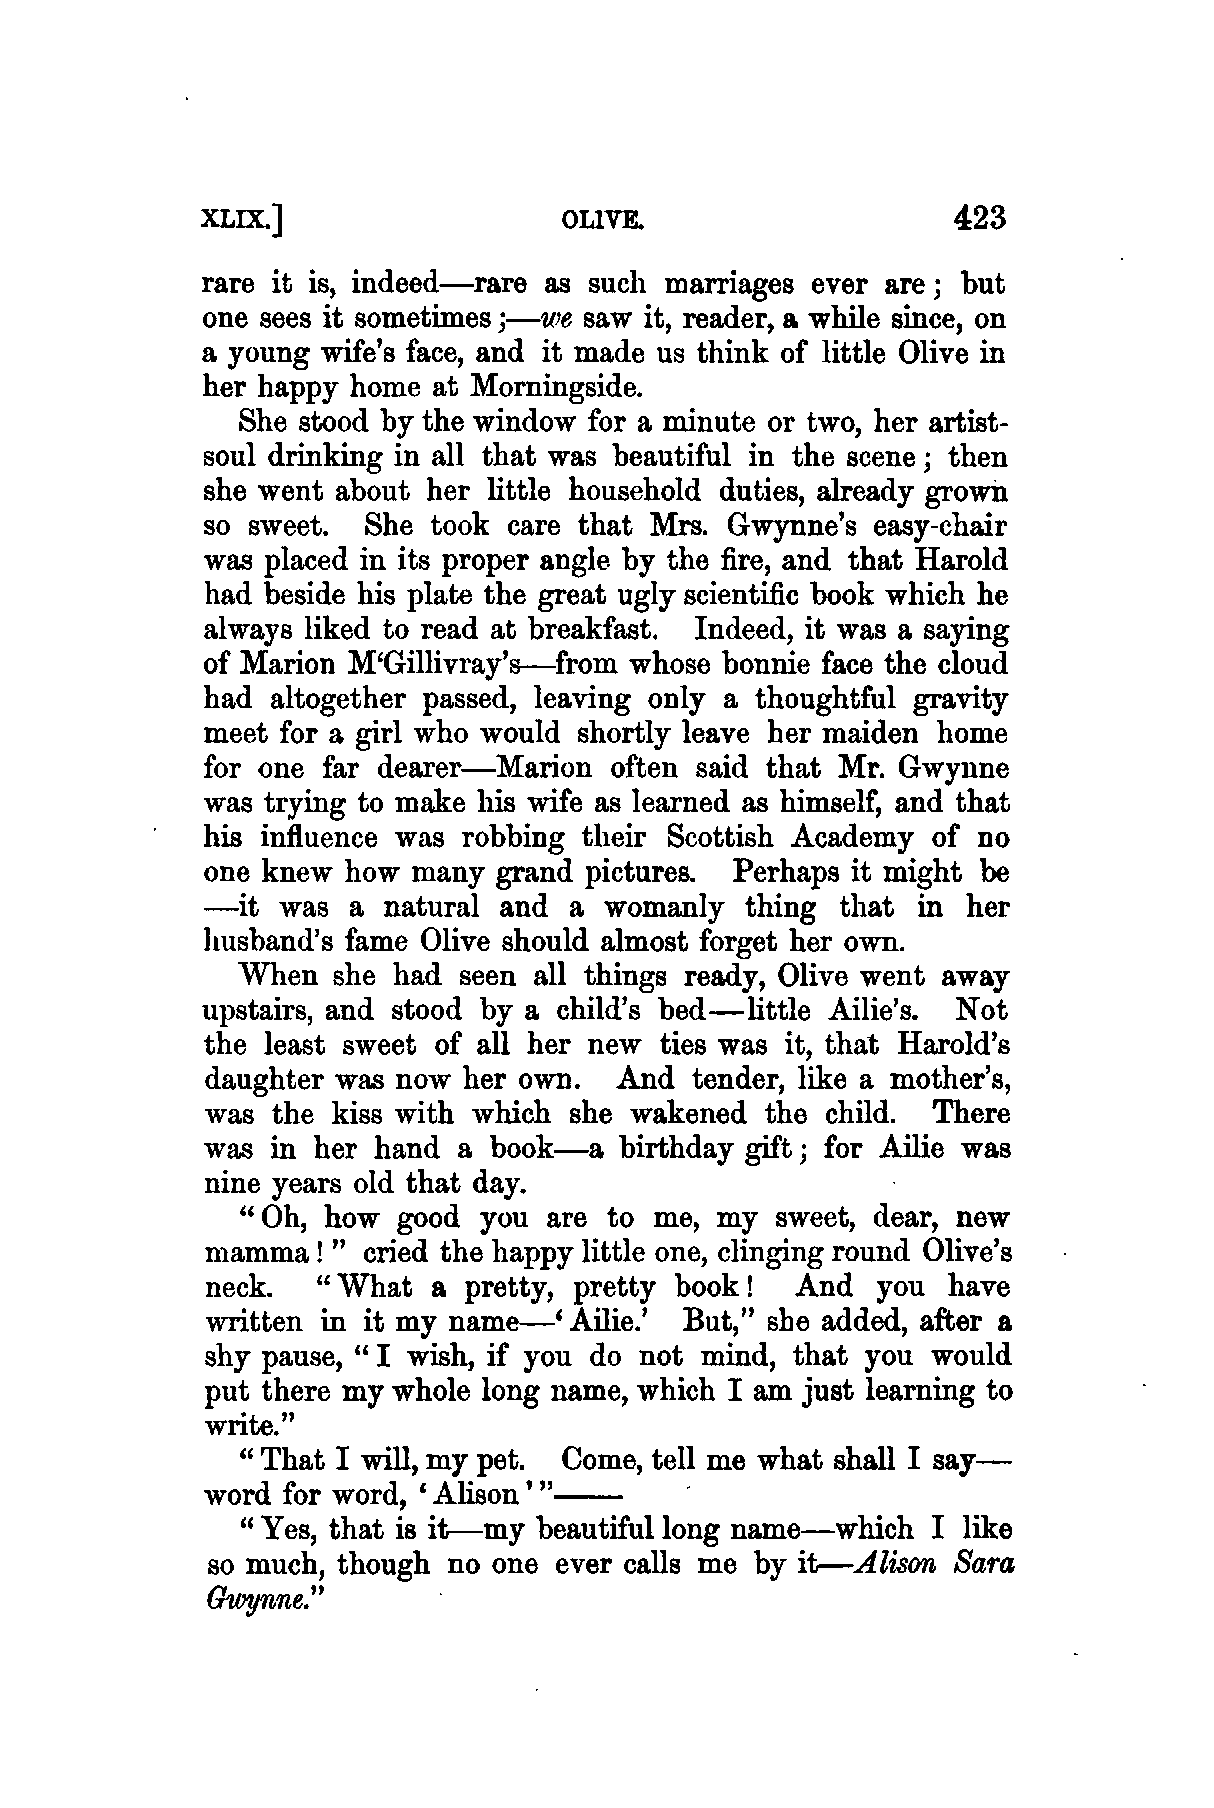 XLIX.] OLIVE. 423
rare it is, indeed—rare as such marriages ever are; but
one sees it sometimes;—we saw it, reader, a while since, on
a young wife's face, and it made us think of little Olive in
her happy home at Morningside.
She stood by the window for a minute or two, her artist-
soul drinking in all that was beautiful in the scene; then
she went about her little household duties, already grown
so sweet. She took care that Mrs. Gwynne's easy-chair
was placed in its proper angle by the fire, and that Harold
had beside his plate the great ugly scientific book which he
always liked to read at breakfast. Indeed, it was a saying
of Marion M‘Gillivray's—from whose bonnie face the cloud
had altogether passed, leaving only a thoughtful gravity
meet for a girl who would shortly leave her maiden home
for one far dearer—Marion often said that Mr. Gwynne
was trying to make his wife as learned as himself, and that
his influence was robbing their Scottish Academy of no
one knew how many grand pictures. Perhaps it might be
—it was a natural and a womanly thing that in her
husband's fame Olive should almost forget her own.
When she had seen all things ready, Olive went away
upstairs, and stood by a child's bed—little Ailie's. Not
the least sweet of all her new ties was it, that Harold's
daughter was now her own. And tender, like a mother's,
was the kiss with which she wakened the child. There
was in her hand a book—a birthday gift; for Ailie was
nine years old that day.
"Oh, how good you are to me, my sweet, dear, new
mamma!" cried the happy little one, clinging round Olive's
neck. "What a pretty, pretty book! And you have
written in it my name—'Ailie.' But," she added, after a
shy pause, "I wish, if you do not mind, that you would
put there my whole long name, which I am just learning to
write."
"That I will, my pet. Come, tell me what shall I say—
word for word, 'Alison'"——
"Yes, that is it—my beautiful long name—which I like
so much, though no one ever calls me by it—Alison Sara
Gwynne."